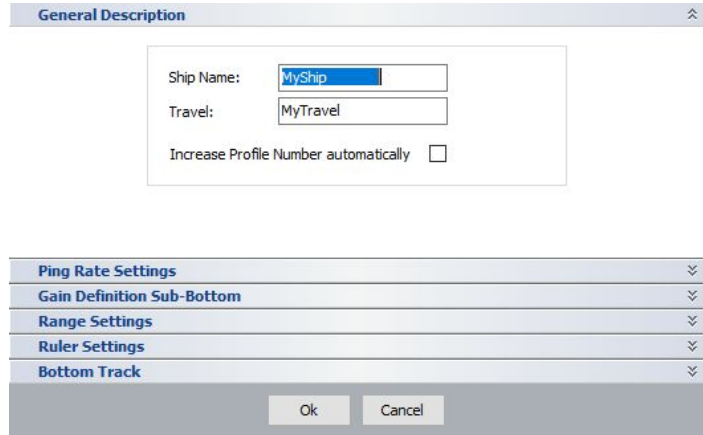 General Description
Ship Name: MyShip
Travel: MyTravel
Increase Profile Number automatically
Ping Rate Settings
Gain Definition Sub-Bottom
Range Settings
Ruler Settings
Bottom Track
Ok Cancel